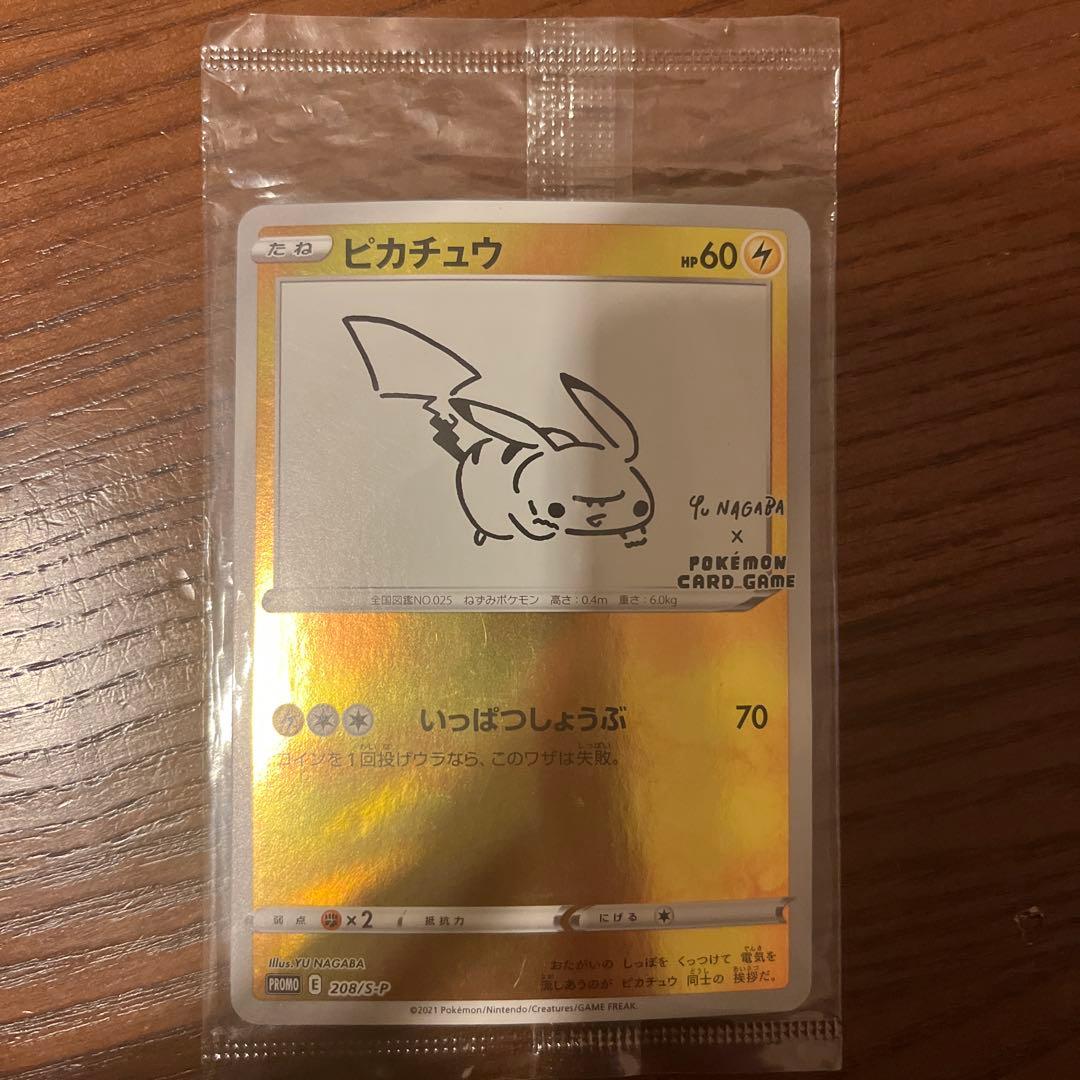 たね ピカチュウ HP60
Yu NAGABA
×
POKÉMON
CARD GAME
全国図鑑NO.025 ねずみポケモン 高さ:0.4m 重さ:6.0kg
いっぱつしょうぶ 70
コインを1回投げウラなら、このワザは失敗。
弱点 ×2 抵抗力 にげる
Illus.YU NAGABA
おたがいの しっぽを くっつけて 電気を
流しあうのが ピカチュウ 同士の 挨拶だ。
PROMO E 208/S-P
©2021 Pokémon/Nintendo/Creatures/GAME FREAK.